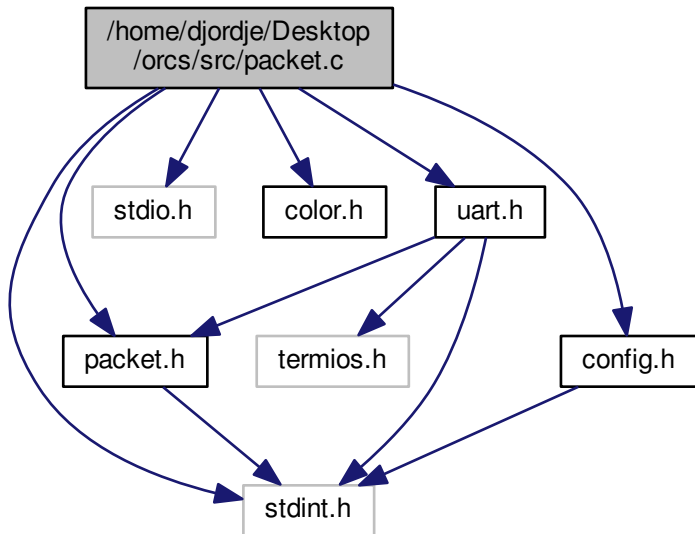 /home/djordje/Desktop
/orcs/src/packet.c
stdio.h
color.h
uart.h
packet.h
termios.h
config.h
stdint.h